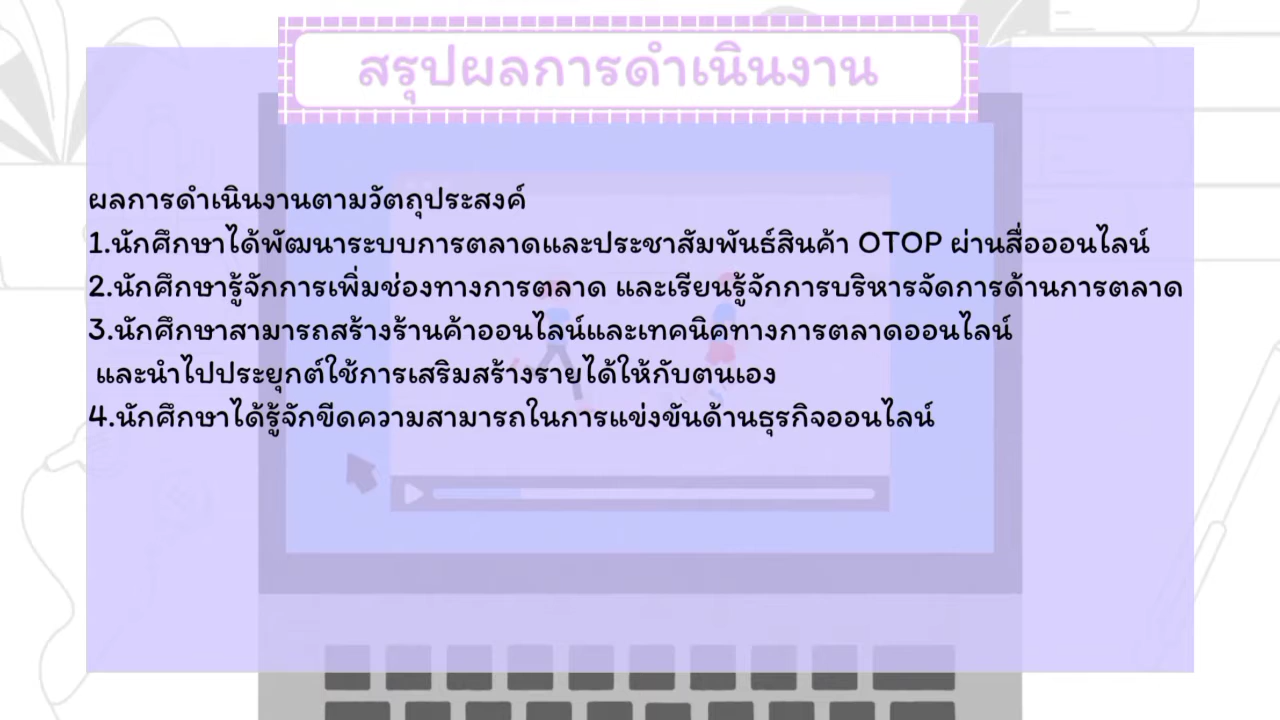 สรุปผลการดำเนินงาน
ผลการดำเนินงานตามวัตถุประสงค์
1.นักศึกษาได้พัฒนาระบบการตลาดและประชาสัมพันธ์สินค้า OTOP ผ่านสื่อออนไลน์
2.นักศึกษารู้จักการเพิ่มช่องทางการตลาด และเรียนรู้จักการบริหารจัดการด้านการตลาด
3.นักศึกษาสามารถสร้างร้านค้าออนไลน์และเทคนิคทางการตลาดออนไลน์
และนำไปประยุกต์ใช้การเสริมสร้างรายได้ให้กับตนเอง
4.นักศึกษาได้รู้จักขีดความสามารถในการแข่งขันด้านธุรกิจออนไลน์